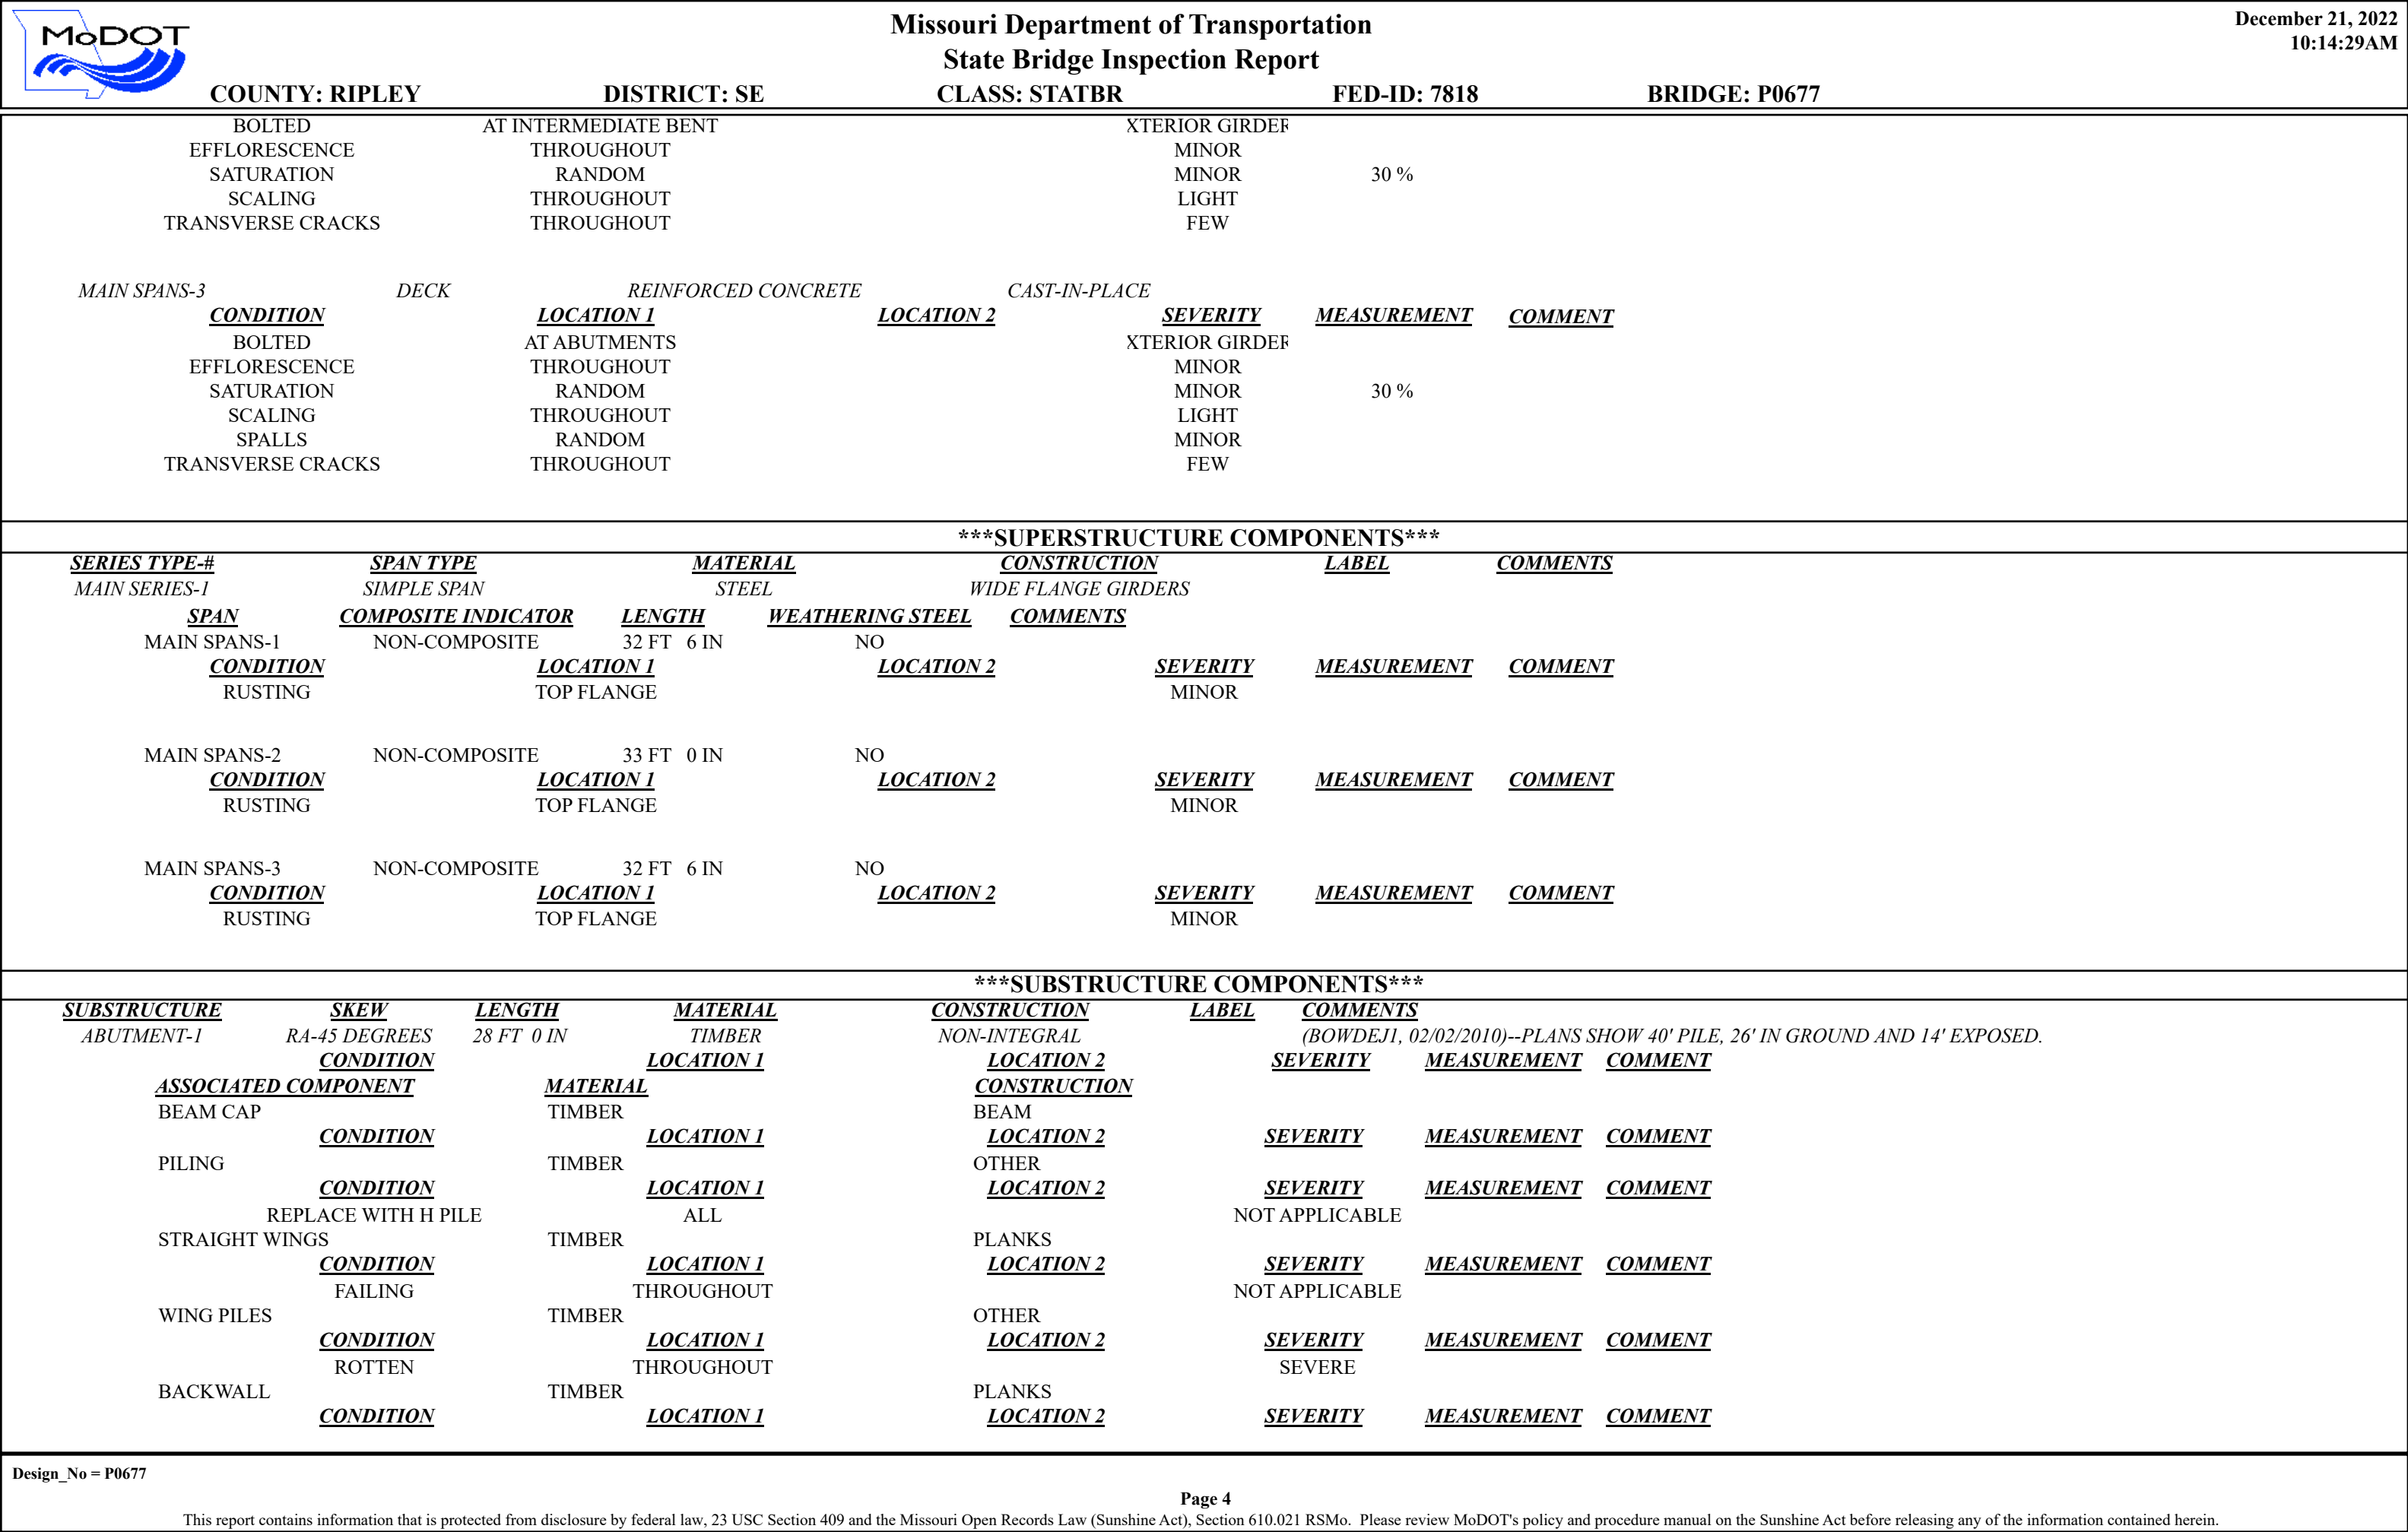 MoDOT
Missouri Department of Transportation
State Bridge Inspection Report
December 21, 2022
10:14:29AM
COUNTY: RIPLEY DISTRICT: SE CLASS: STATBR FED-ID: 7818 BRIDGE: P0677
BOLTED AT INTERMEDIATE BENT XTERIOR GIRDER
EFFLORESCENCE THROUGHOUT MINOR
SATURATION RANDOM MINOR 30 %
SCALING THROUGHOUT LIGHT
TRANSVERSE CRACKS THROUGHOUT FEW
MAIN SPANS-3 DECK REINFORCED CONCRETE CAST-IN-PLACE
CONDITION LOCATION 1 LOCATION 2 SEVERITY MEASUREMENT COMMENT
BOLTED AT ABUTMENTS XTERIOR GIRDER
EFFLORESCENCE THROUGHOUT MINOR
SATURATION RANDOM MINOR 30 %
SCALING THROUGHOUT LIGHT
SPALLS RANDOM MINOR
TRANSVERSE CRACKS THROUGHOUT FEW
***SUPERSTRUCTURE COMPONENTS***
SERIES TYPE-# SPAN TYPE MATERIAL CONSTRUCTION LABEL COMMENTS
MAIN SERIES-1 SIMPLE SPAN STEEL WIDE FLANGE GIRDERS
SPAN COMPOSITE INDICATOR LENGTH WEATHERING STEEL COMMENTS
MAIN SPANS-1 NON-COMPOSITE 32 FT 6 IN NO
CONDITION LOCATION 1 LOCATION 2 SEVERITY MEASUREMENT COMMENT
RUSTING TOP FLANGE MINOR
MAIN SPANS-2 NON-COMPOSITE 33 FT 0 IN NO
CONDITION LOCATION 1 LOCATION 2 SEVERITY MEASUREMENT COMMENT
RUSTING TOP FLANGE MINOR
MAIN SPANS-3 NON-COMPOSITE 32 FT 6 IN NO
CONDITION LOCATION 1 LOCATION 2 SEVERITY MEASUREMENT COMMENT
RUSTING TOP FLANGE MINOR
***SUBSTRUCTURE COMPONENTS***
SUBSTRUCTURE SKEW LENGTH MATERIAL CONSTRUCTION LABEL COMMENTS
ABUTMENT-1 RA-45 DEGREES 28 FT 0 IN TIMBER NON-INTEGRAL (BOWDEJ1, 02/02/2010)--PLANS SHOW 40' PILE, 26' IN GROUND AND 14' EXPOSED.
CONDITION LOCATION 1 LOCATION 2 SEVERITY MEASUREMENT COMMENT
ASSOCIATED COMPONENT MATERIAL CONSTRUCTION
BEAM CAP TIMBER BEAM
CONDITION LOCATION 1 LOCATION 2 SEVERITY MEASUREMENT COMMENT
PILING TIMBER OTHER
CONDITION LOCATION 1 LOCATION 2 SEVERITY MEASUREMENT COMMENT
REPLACE WITH H PILE ALL NOT APPLICABLE
STRAIGHT WINGS TIMBER PLANKS
CONDITION LOCATION 1 LOCATION 2 SEVERITY MEASUREMENT COMMENT
FAILING THROUGHOUT NOT APPLICABLE
WING PILES TIMBER OTHER
CONDITION LOCATION 1 LOCATION 2 SEVERITY MEASUREMENT COMMENT
ROTTEN THROUGHOUT SEVERE
BACKWALL TIMBER PLANKS
CONDITION LOCATION 1 LOCATION 2 SEVERITY MEASUREMENT COMMENT
Design_No = P0677
Page 4
This report contains information that is protected from disclosure by federal law, 23 USC Section 409 and the Missouri Open Records Law (Sunshine Act), Section 610.021 RSMo. Please review MoDOT's policy and procedure manual on the Sunshine Act before releasing any of the information contained herein.